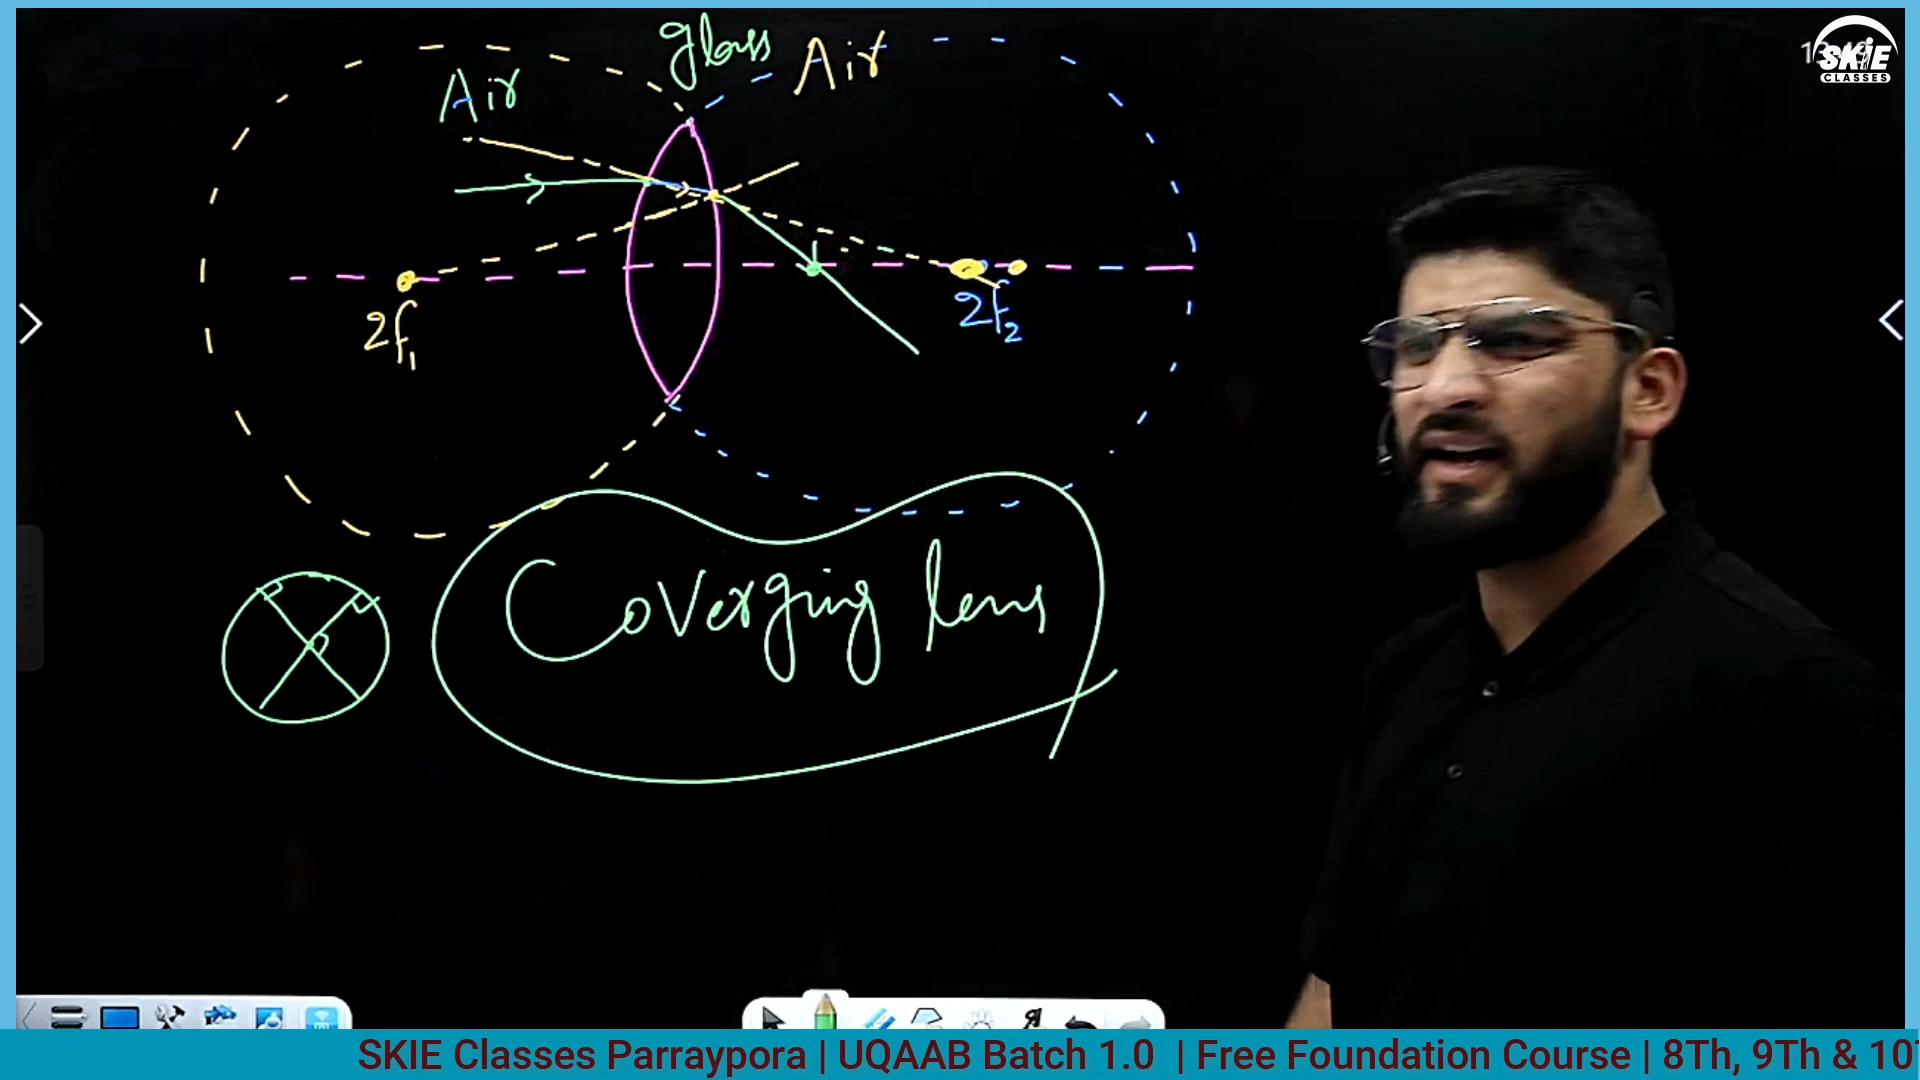 glass
Air
Air
SKIE
CLASSES
2f₁
2f₂
Coverging lens
SKIE Classes Parraypora | UQAAB Batch 1.0 | Free Foundation Course | 8Th, 9Th & 10